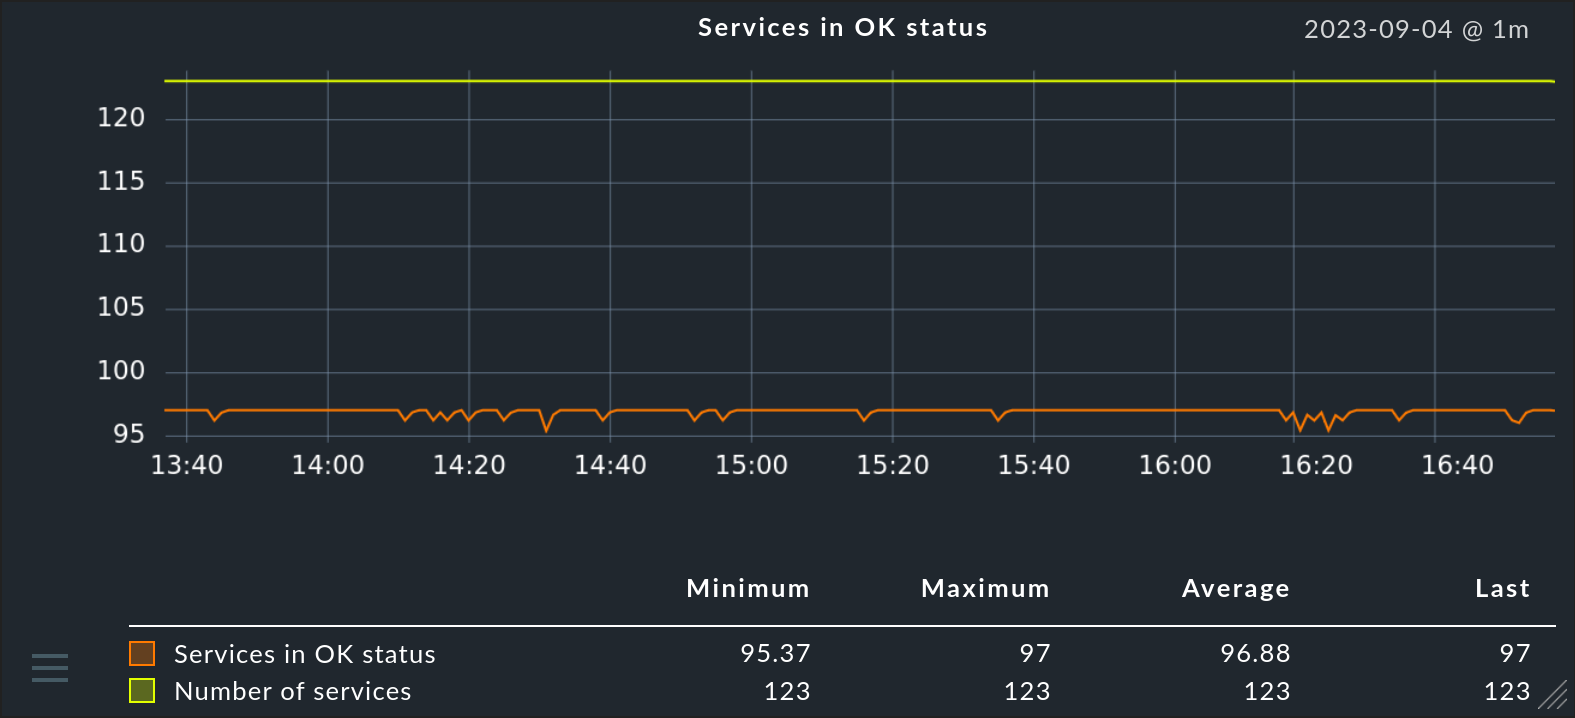 Services in OK status
2023-09-04 @ 1m
120
115
110
105
100
95
13:40 14:00 14:20 14:40 15:00 15:20 15:40 16:00 16:20 16:40
Minimum Maximum Average Last
Services in OK status 95.37 97 96.88 97
Number of services 123 123 123 123